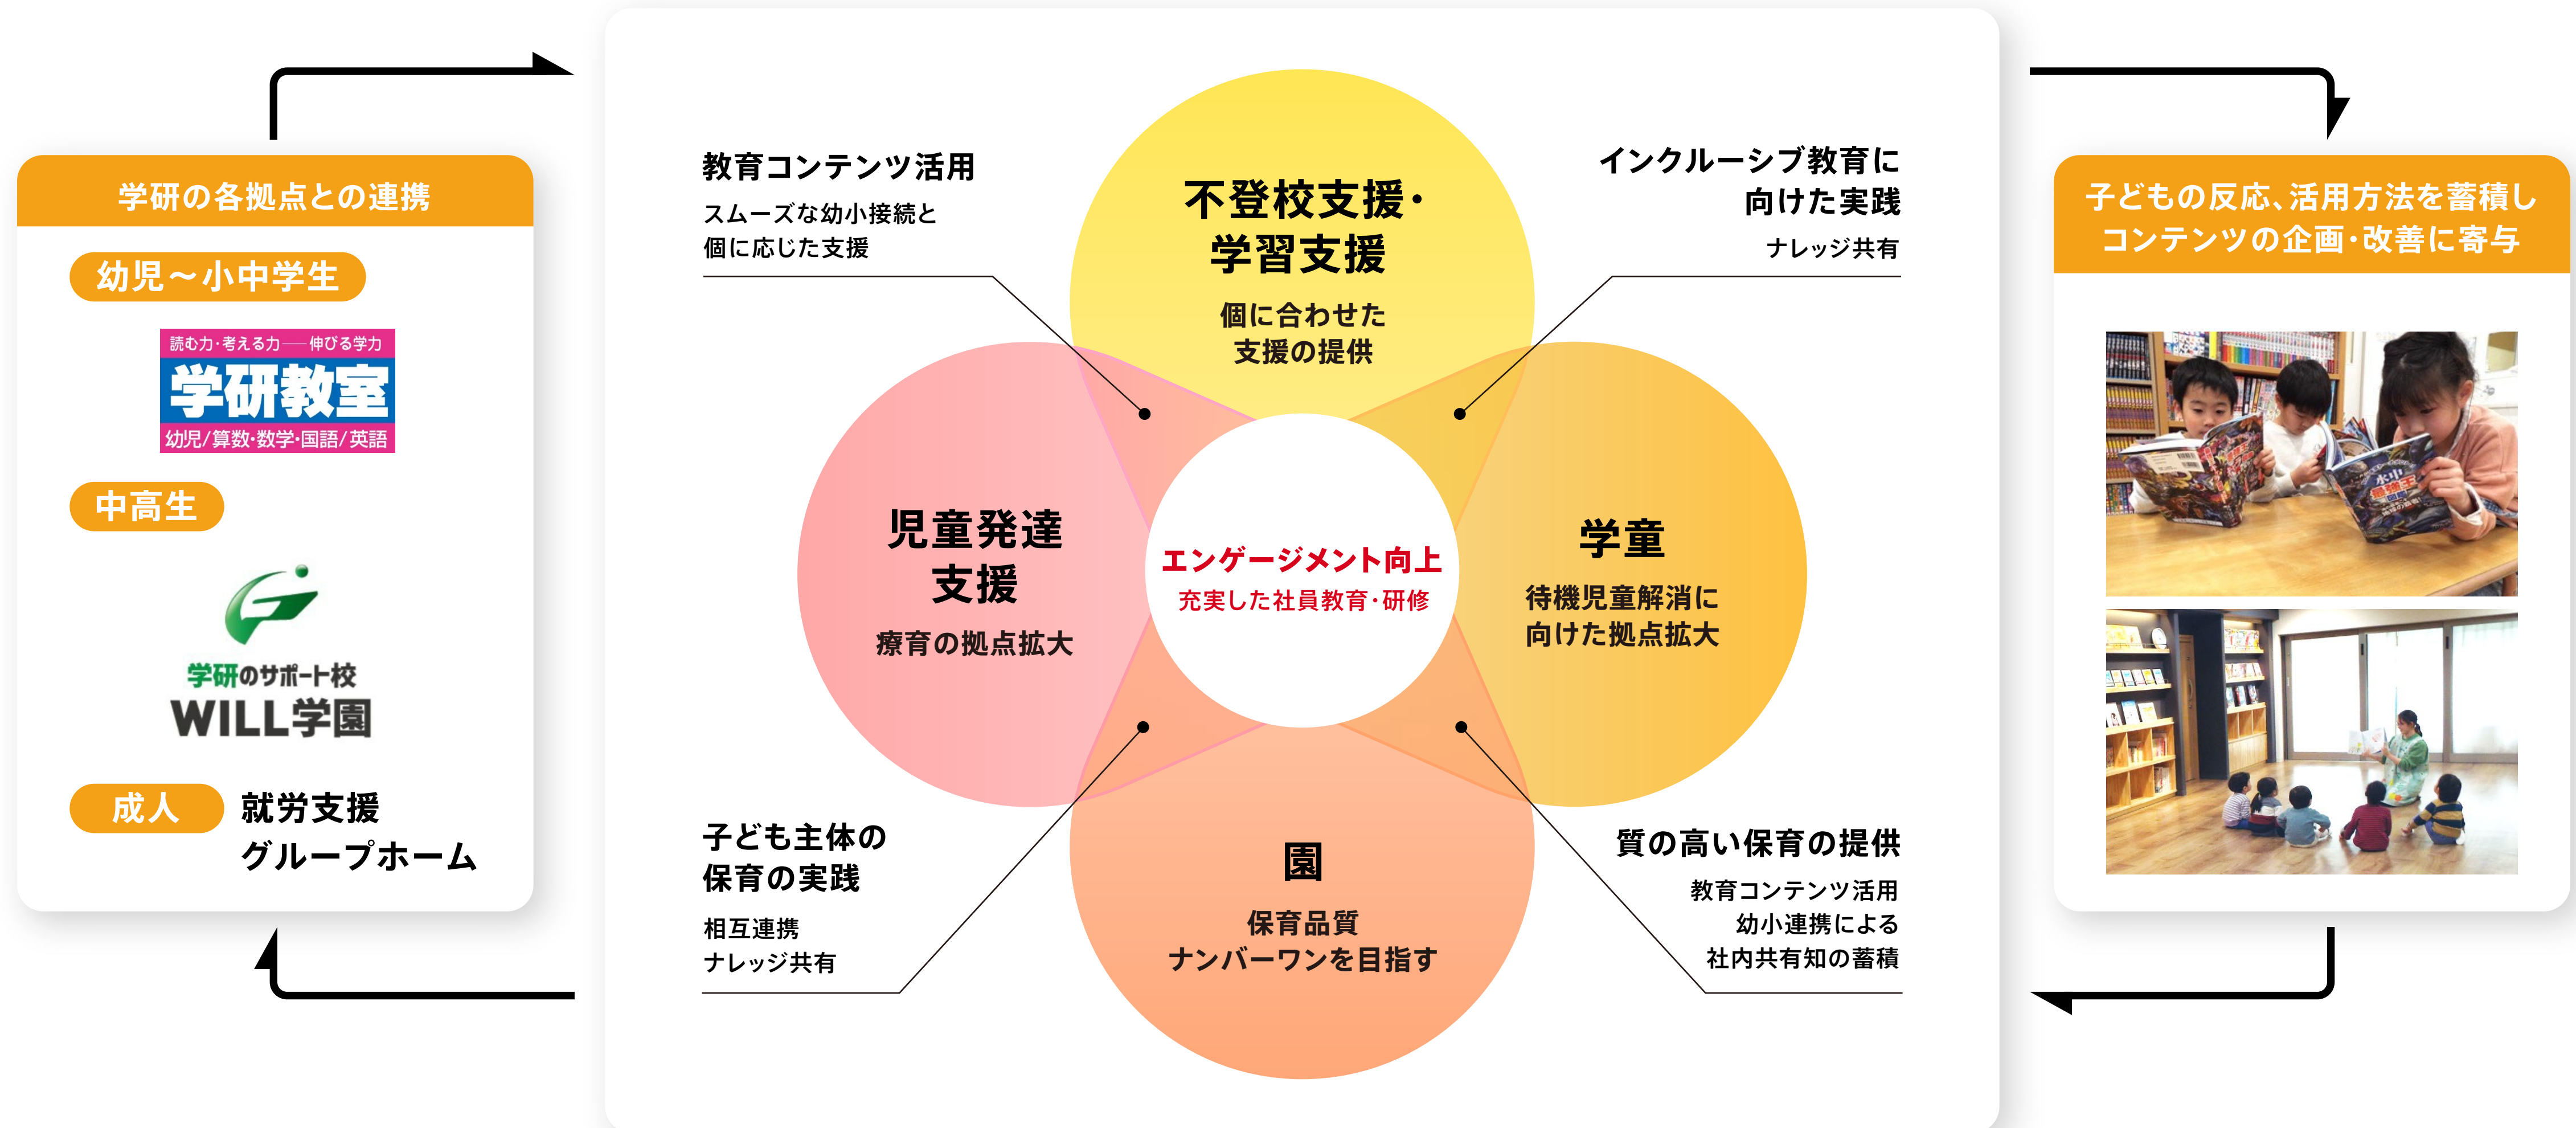 学研の各拠点との連携
幼児～小中学生
読む力・考える力──伸びる学力
学研教室
幼児/算数・数学・国語/英語
中高生
学研のサポート校
WILL学園
成人
就労支援
グループホーム
教育コンテンツ活用
スムーズな幼小接続と
個に応じた支援
不登校支援・
学習支援
個に合わせた
支援の提供
インクルーシブ教育に
向けた実践
ナレッジ共有
児童発達
支援
療育の拠点拡大
エンゲージメント向上
充実した社員教育・研修
学童
待機児童解消に
向けた拠点拡大
子ども主体の
保育の実践
相互連携
ナレッジ共有
園
保育品質
ナンバーワンを目指す
質の高い保育の提供
教育コンテンツ活用
幼小連携による
社内共有知の蓄積
子どもの反応、活用方法を蓄積し
コンテンツの企画・改善に寄与
水中
最強王